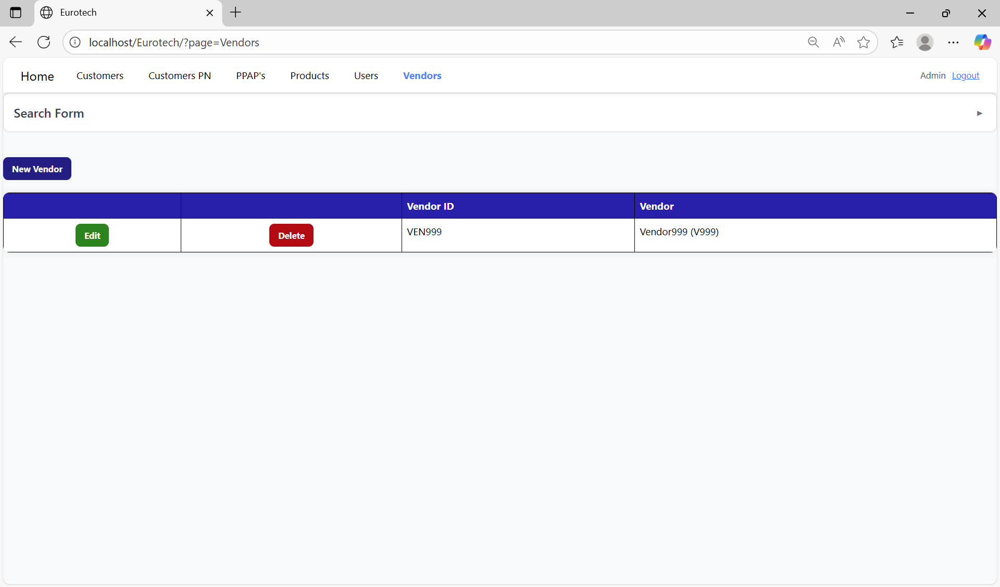 Eurotech
localhost/Eurotech/?page=Vendors
Home Customers Customers PN PPAP's Products Users Vendors Admin Logout
Search Form
New Vendor
Vendor ID Vendor
Edit Delete VEN999 Vendor999 (V999)